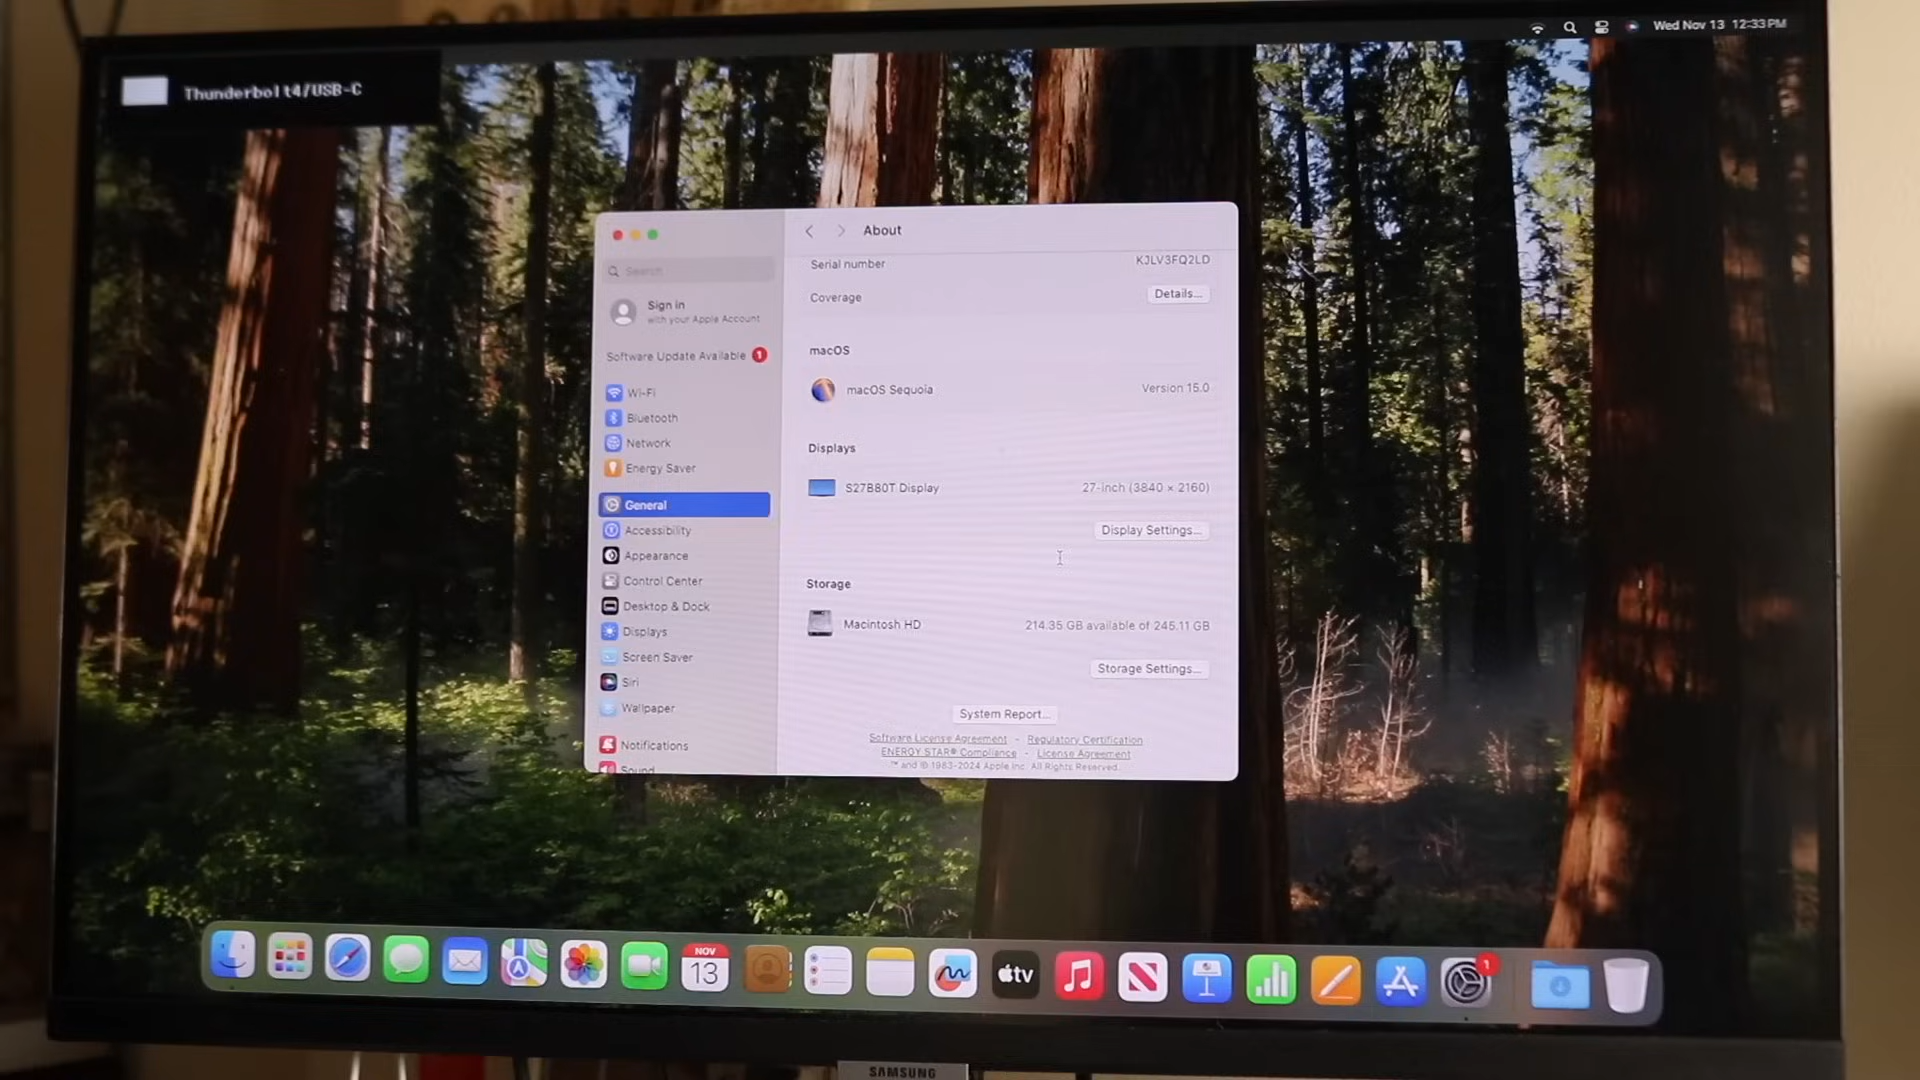 Wed Nov 13 12:33PM
Thunderbolt4/USB-C
About
Serial number KJLV3FQ2LD
Search
Coverage Details...
Sign in
with your Apple Account
Software Update Available 1
macOS
macOS Sequoia Version 15.0
Wi-Fi
Bluetooth
Network
Energy Saver
General
Accessibility
Appearance
Control Center
Desktop & Dock
Displays
Screen Saver
Siri
Wallpaper
Notifications
Sound
Displays
S27B80T Display 27-inch (3840 × 2160)
Display Settings...
Storage
Macintosh HD 214.35 GB available of 245.11 GB
Storage Settings...
System Report...
Software License Agreement - Regulatory Certification
ENERGY STAR® Compliance - License Agreement
™ and © 1983-2024 Apple Inc. All Rights Reserved.
NOV
13
tv
1
SAMSUNG